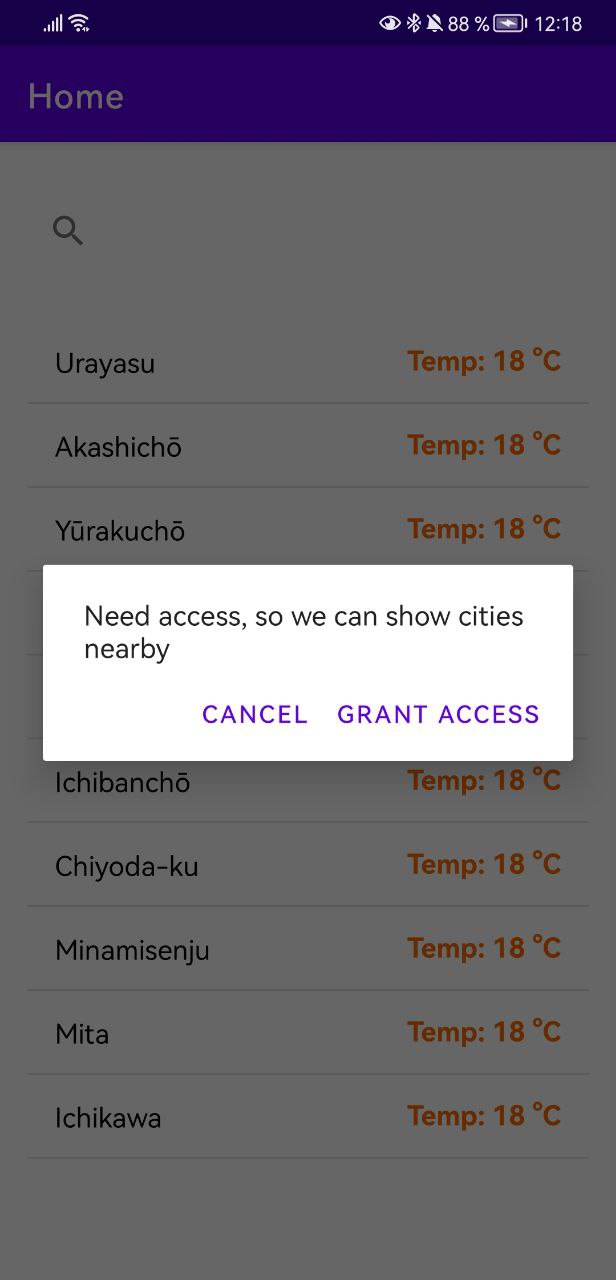 88 % 12:18
Home
Urayasu Temp: 18 °C
Akashichō Temp: 18 °C
Yūrakuchō Temp: 18 °C
Need access, so we can show cities
nearby
CANCEL GRANT ACCESS
Ichibanchō Temp: 18 °C
Chiyoda-ku Temp: 18 °C
Minamisenju Temp: 18 °C
Mita Temp: 18 °C
Ichikawa Temp: 18 °C